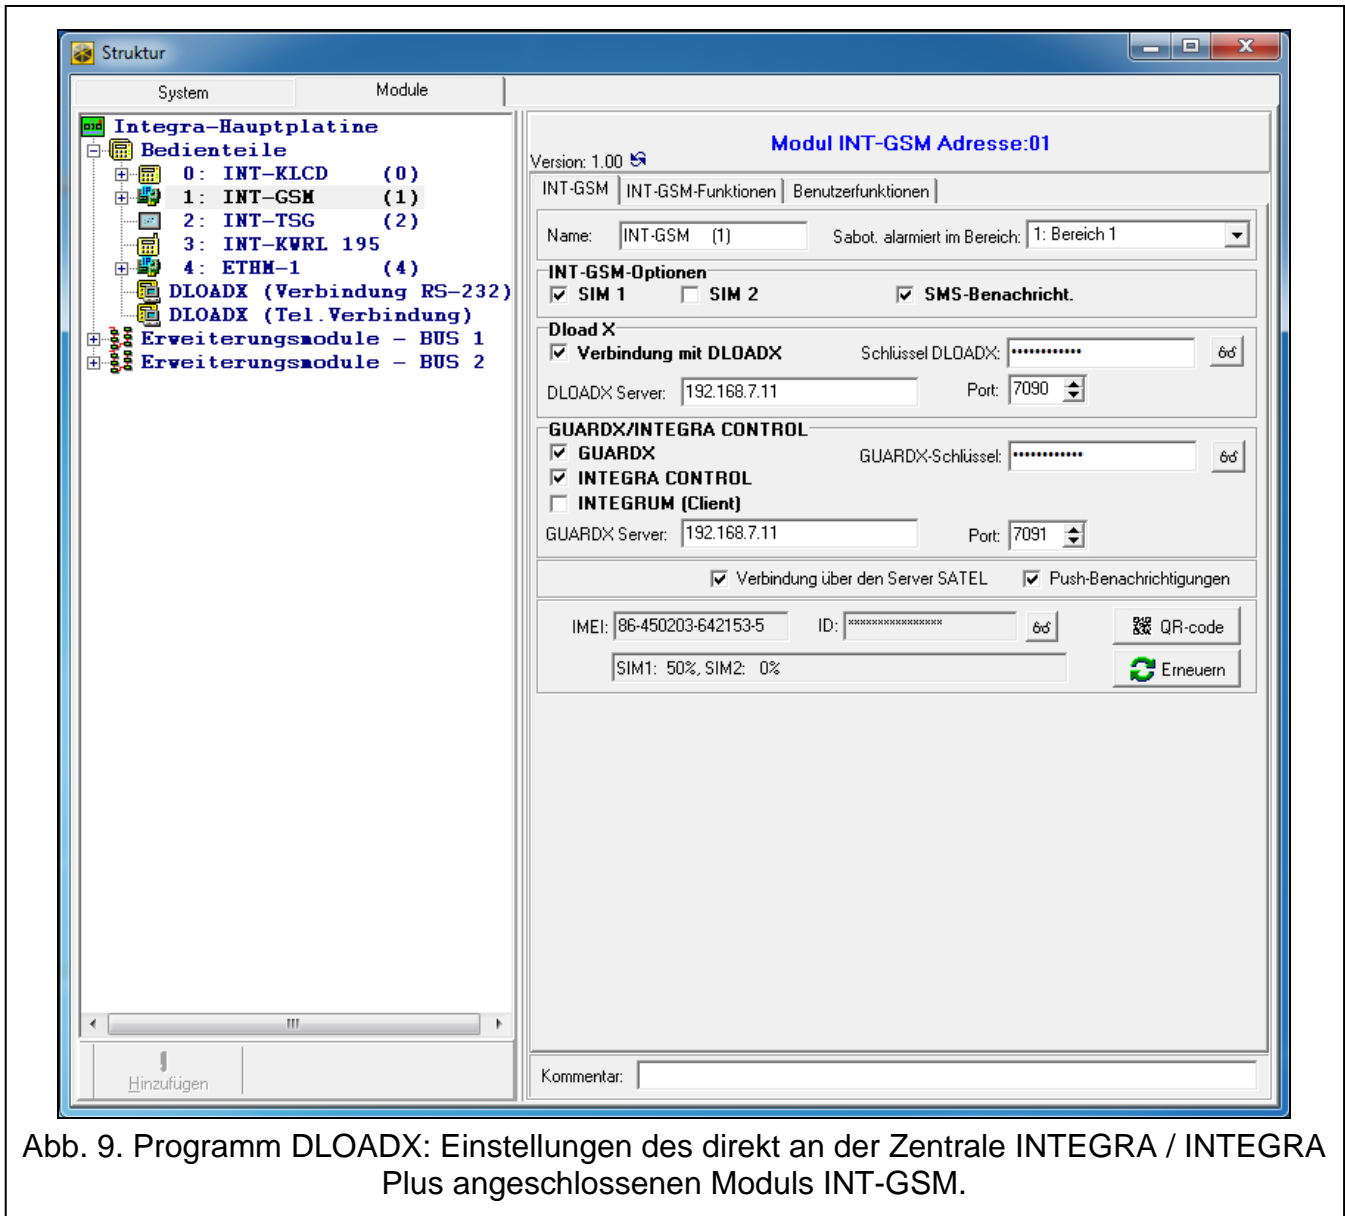 Struktur
System
Module
Integra-Hauptplatine
Bedienteile
0: INT-KLCD (0)
1: INT-GSM (1)
2: INT-TSG (2)
3: INT-KWRL 195
4: ETHM-1 (4)
DLOADX (Verbindung RS-232)
DLOADX (Tel.Verbindung)
Erweiterungsmodule - BUS 1
Erweiterungsmodule - BUS 2
Hinzufügen
Modul INT-GSM Adresse:01
Version: 1.00
INT-GSM INT-GSM-Funktionen Benutzerfunktionen
Name: INT-GSM (1) Sabot. alarmiert im Bereich: 1: Bereich 1
INT-GSM-Optionen
SIM 1 SIM 2 SMS-Benachricht.
Dload X
Verbindung mit DLOADX Schlüssel DLOADX: ••••••••••••
DLOADX Server: 192.168.7.11 Port: 7090
GUARDX/INTEGRA CONTROL
GUARDX GUARDX-Schlüssel: ••••••••••••
INTEGRA CONTROL
INTEGRUM (Client)
GUARDX Server: 192.168.7.11 Port: 7091
Verbindung über den Server SATEL Push-Benachrichtigungen
IMEI: 86-450203-642153-5 ID: **************** QR-code
SIM1: 50%, SIM2: 0% Erneuern
Kommentar:
Abb. 9. Programm DLOADX: Einstellungen des direkt an der Zentrale INTEGRA / INTEGRA
Plus angeschlossenen Moduls INT-GSM.